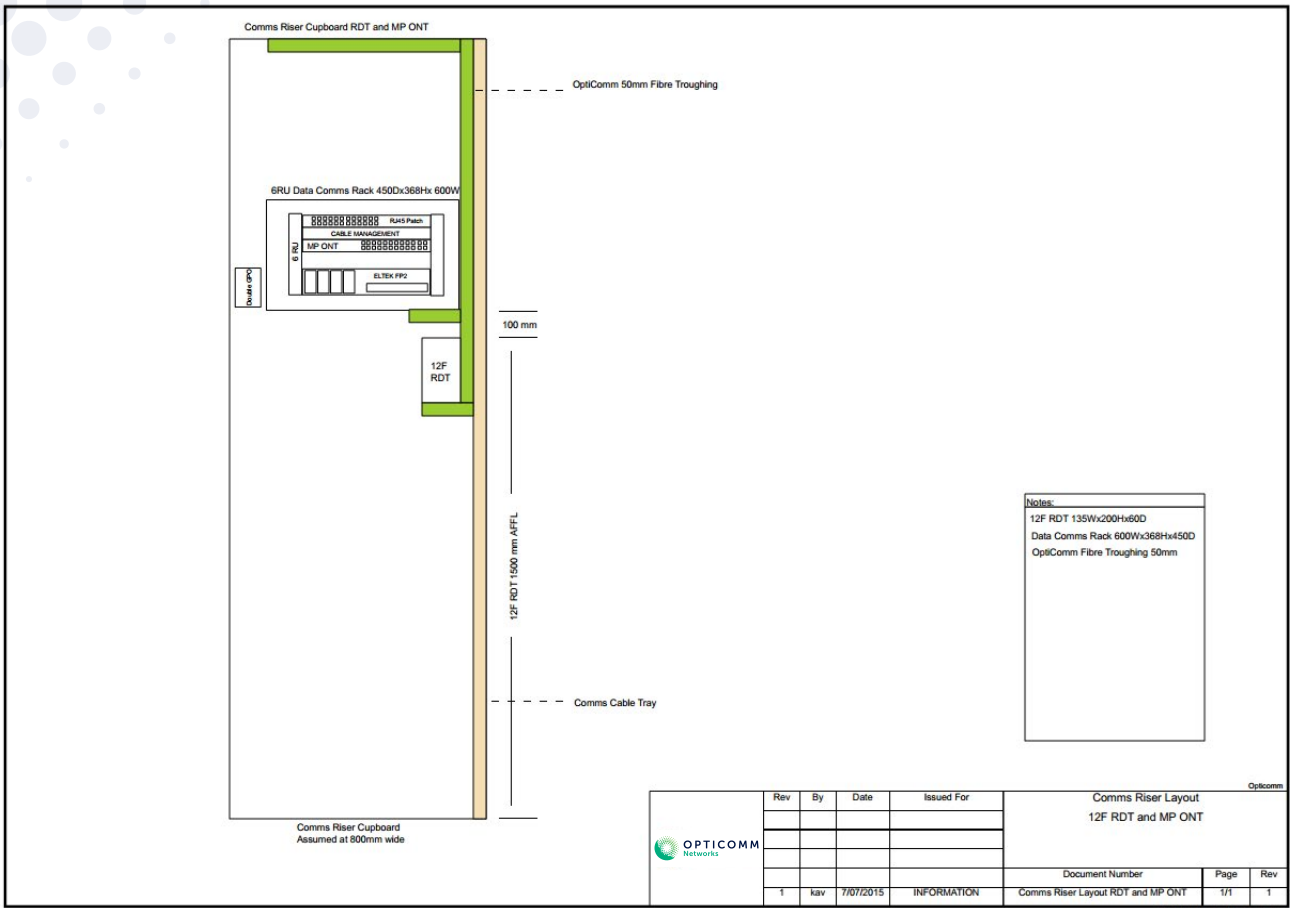 Comms Riser Cupboard RDT and MP ONT
OptiComm 50mm Fibre Troughing
6RU Data Comms Rack 450Dx368Hx 600W
RJ45 Patch
CABLE MANAGEMENT
MP ONT
6 RU
ELTEK FP2
Double GPO
100 mm
12F
RDT
12F RDT 1500 mm AFFL
Notes:
12F RDT 135Wx200Hx60D
Data Comms Rack 600Wx368Hx450D
OptiComm Fibre Troughing 50mm
Comms Cable Tray
Comms Riser Cupboard
Assumed at 800mm wide
Opticomm
OPTICOMM
Networks
Rev By Date Issued For
1 kav 7/07/2015 INFORMATION
Comms Riser Layout
12F RDT and MP ONT
Document Number Page Rev
Comms Riser Layout RDT and MP ONT 1/1 1